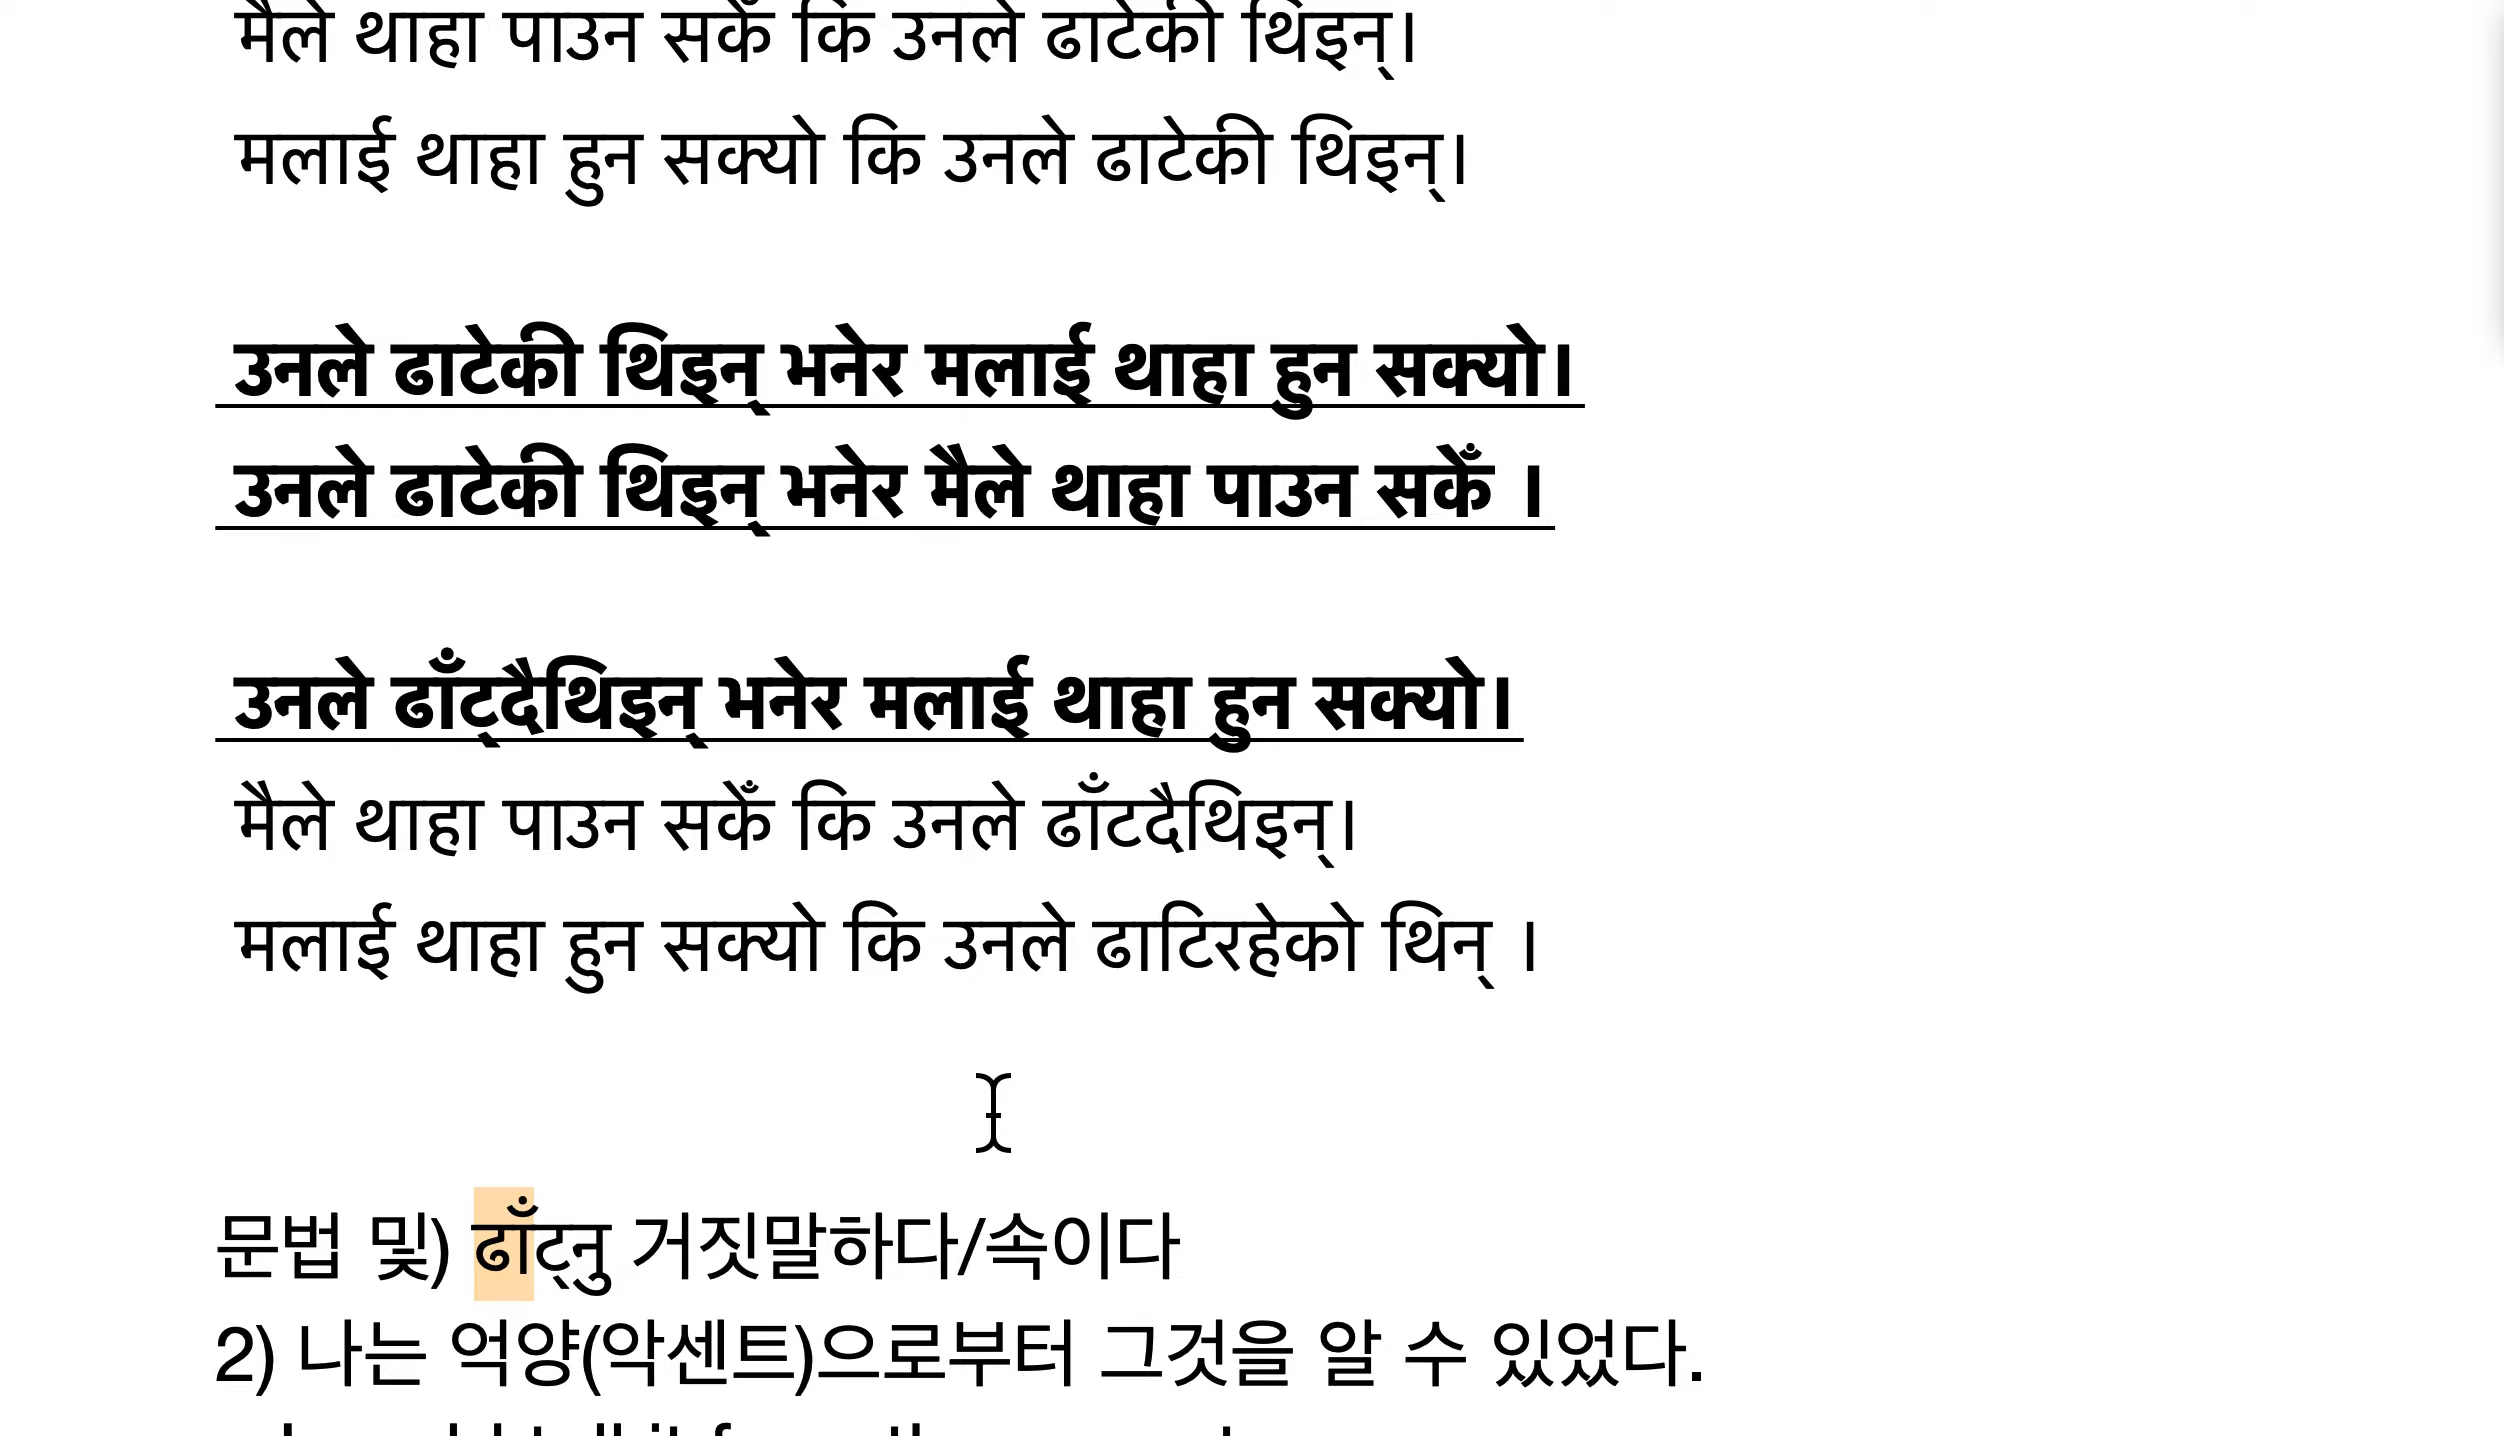 मैले थाहा पाउन सकेँ कि उनले ढाटेकी थिइन्।
मलाई थाहा हुन सक्यो कि उनले ढाटेकी थिइन्।
उनले ढाटेकी थिइन् भनेर मलाई थाहा हुन सक्यो।
उनले ढाटेकी थिइन् भनेर मैले थाहा पाउन सकेँ ।
उनले ढाँट्दैथिइन् भनेर मलाई थाहा हुन सक्यो।
मैले थाहा पाउन सकेँ कि उनले ढाँटदैथिइन्।
मलाई थाहा हुन सक्यो कि उनले ढाटिरहेको थिन् ।
문법 및) ढाँट्नु 거짓말하다/속이다
2) 나는 억양(악센트)으로부터 그것을 알 수 있었다.